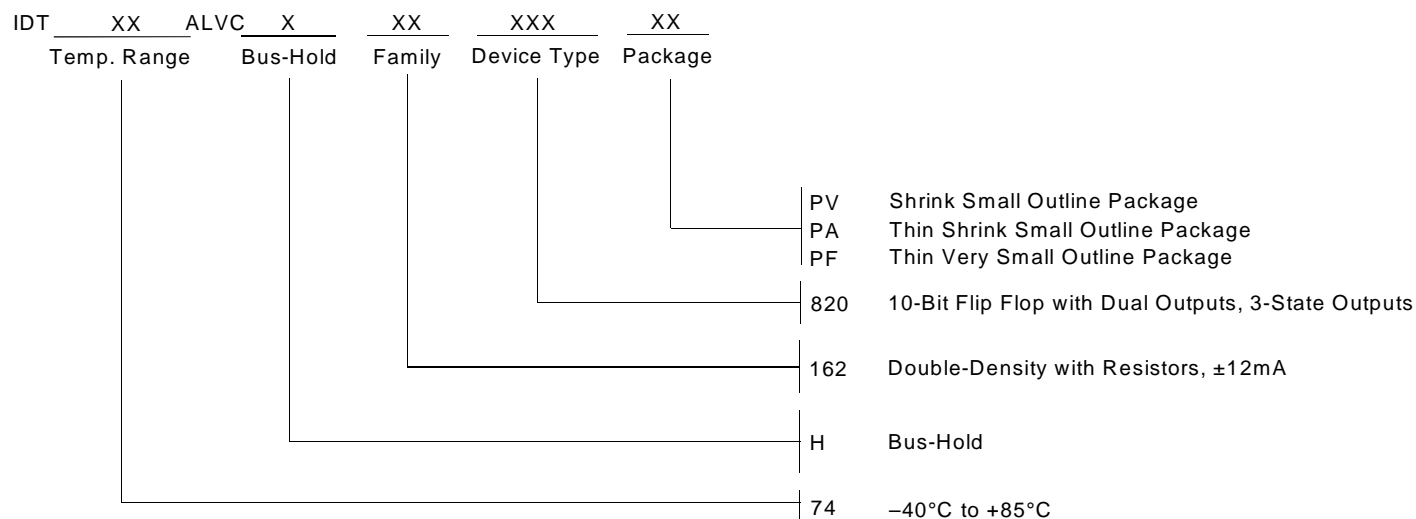 IDT XX ALVC X XX XXX XX
Temp. Range Bus-Hold Family Device Type Package
PV Shrink Small Outline Package
PA Thin Shrink Small Outline Package
PF Thin Very Small Outline Package
820 10-Bit Flip Flop with Dual Outputs, 3-State Outputs
162 Double-Density with Resistors, ±12mA
H Bus-Hold
74 –40°C to +85°C